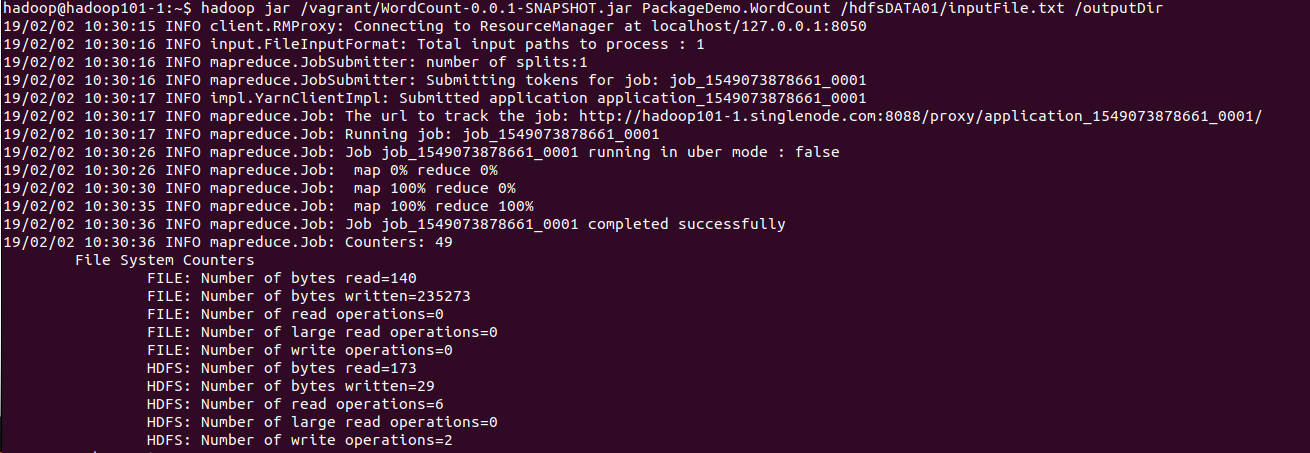 hadoop@hadoop101-1:~$ hadoop jar /vagrant/WordCount-0.0.1-SNAPSHOT.jar PackageDemo.WordCount /hdfsDATA01/inputFile.txt /outputDir
19/02/02 10:30:15 INFO client.RMProxy: Connecting to ResourceManager at localhost/127.0.0.1:8050
19/02/02 10:30:16 INFO input.FileInputFormat: Total input paths to process : 1
19/02/02 10:30:16 INFO mapreduce.JobSubmitter: number of splits:1
19/02/02 10:30:16 INFO mapreduce.JobSubmitter: Submitting tokens for job: job_1549073878661_0001
19/02/02 10:30:17 INFO impl.YarnClientImpl: Submitted application application_1549073878661_0001
19/02/02 10:30:17 INFO mapreduce.Job: The url to track the job: http://hadoop101-1.singlenode.com:8088/proxy/application_1549073878661_0001/
19/02/02 10:30:17 INFO mapreduce.Job: Running job: job_1549073878661_0001
19/02/02 10:30:26 INFO mapreduce.Job: Job job_1549073878661_0001 running in uber mode : false
19/02/02 10:30:26 INFO mapreduce.Job:  map 0% reduce 0%
19/02/02 10:30:30 INFO mapreduce.Job:  map 100% reduce 0%
19/02/02 10:30:35 INFO mapreduce.Job:  map 100% reduce 100%
19/02/02 10:30:36 INFO mapreduce.Job: Job job_1549073878661_0001 completed successfully
19/02/02 10:30:36 INFO mapreduce.Job: Counters: 49
File System Counters
FILE: Number of bytes read=140
FILE: Number of bytes written=235273
FILE: Number of read operations=0
FILE: Number of large read operations=0
FILE: Number of write operations=0
HDFS: Number of bytes read=173
HDFS: Number of bytes written=29
HDFS: Number of read operations=6
HDFS: Number of large read operations=0
HDFS: Number of write operations=2